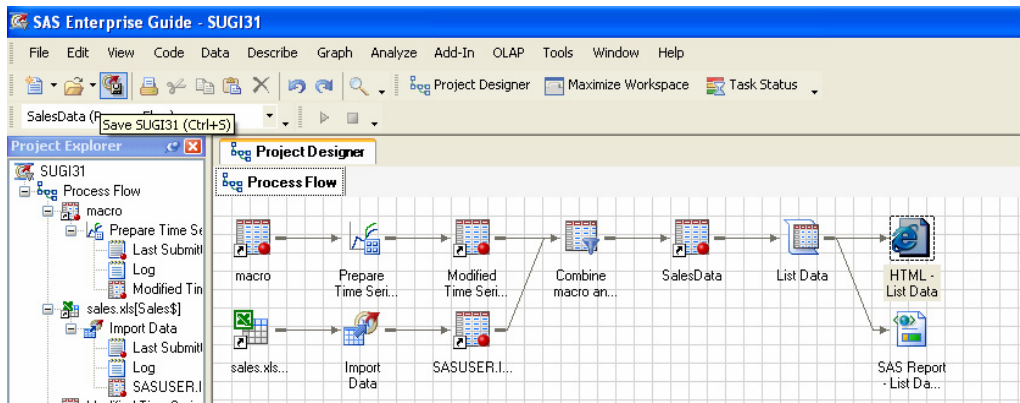 SAS Enterprise Guide - SUGI31
File Edit View Code Data Describe Graph Analyze Add-In OLAP Tools Window Help
Project Designer Maximize Workspace Task Status
SalesData (P
Save SUGI31 (Ctrl+S)
Project Explorer
SUGI31
Process Flow
macro
Prepare Time Se
Last Submitt
Log
Modified Tin
sales.xls[Sales$]
Import Data
Last Submitt
Log
SASUSER.I
Project Designer
Process Flow
macro
Prepare
Time Seri...
Modified
Time Seri...
Combine
macro an...
SalesData
List Data
HTML -
List Data
sales.xls...
Import
Data
SASUSER.I...
SAS Report
- List Da...